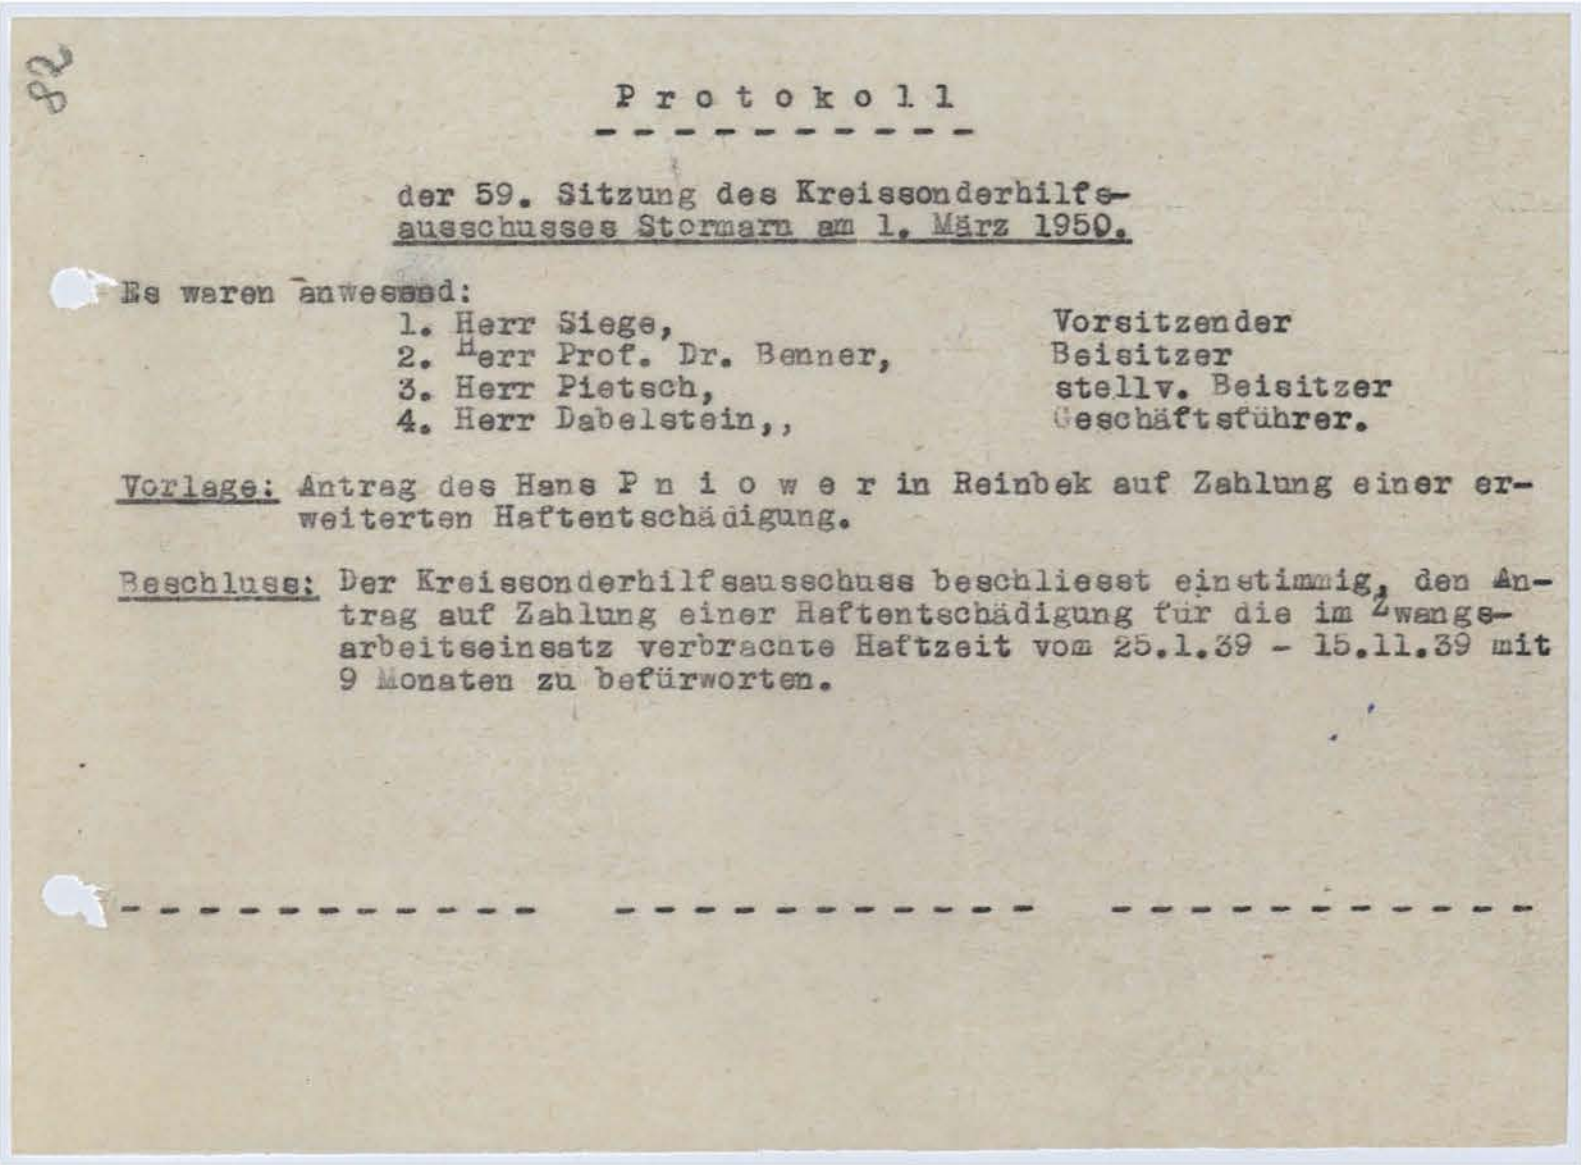 82
P r o t o k o l l
- - - - - - - - - -
der 59. Sitzung des Kreissonderhilfs-
ausschusses Stormarn am 1. März 1950.
Es waren anwesend:
1. Herr Siege, Vorsitzender
2. Herr Prof. Dr. Benner, Beisitzer
3. Herr Pietsch, stellv. Beisitzer
4. Herr Dabelstein,, Geschäftsführer.
Vorlage: Antrag des Hans P n i o w e r in Reinbek auf Zahlung einer er-
weiterten Haftentschädigung.
Beschluss: Der Kreissonderhilfsausschuss beschliesst einstimmig, den An-
trag auf Zahlung einer Haftentschädigung für die im Zwangs-
arbeitseinsatz verbrachte Haftzeit vom 25.1.39 - 15.11.39 mit
9 Monaten zu befürworten.
- - - - - - - - - - - - - - - - - - - - - - - - - - - - - - - - -